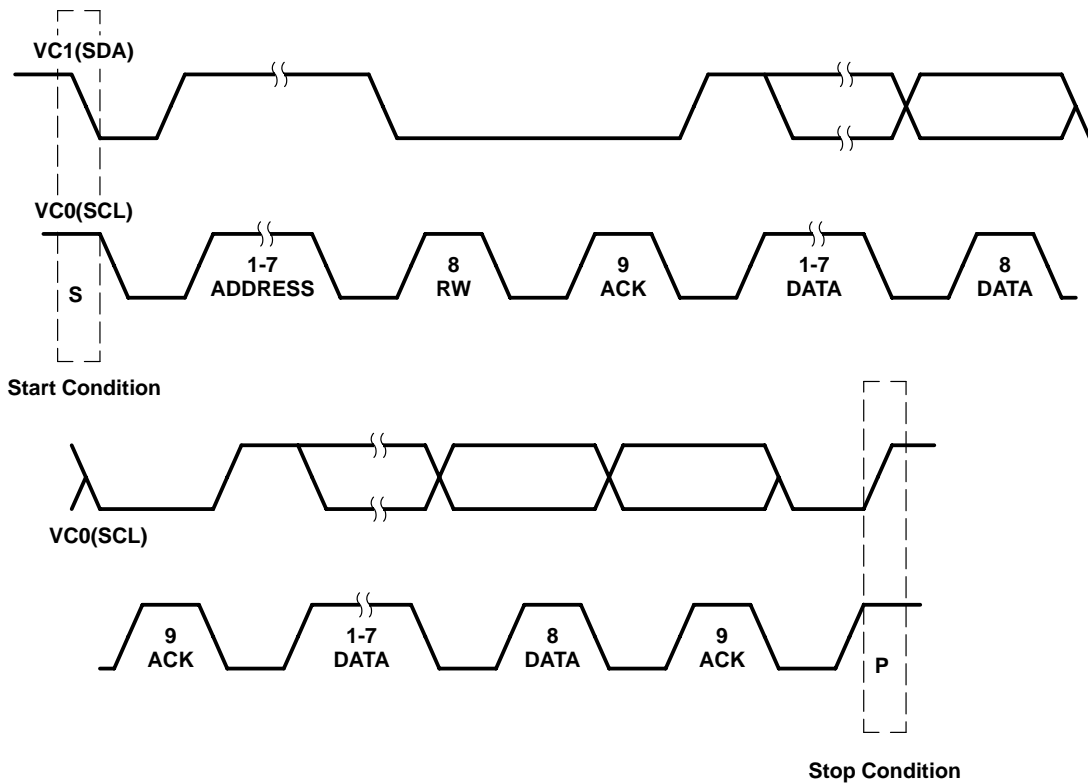 VC1(SDA)
VC0(SCL)
1-7
ADDRESS
8
RW
9
ACK
1-7
DATA
8
DATA
S
Start Condition
VC0(SCL)
9
ACK
1-7
DATA
8
DATA
9
ACK
P
Stop Condition